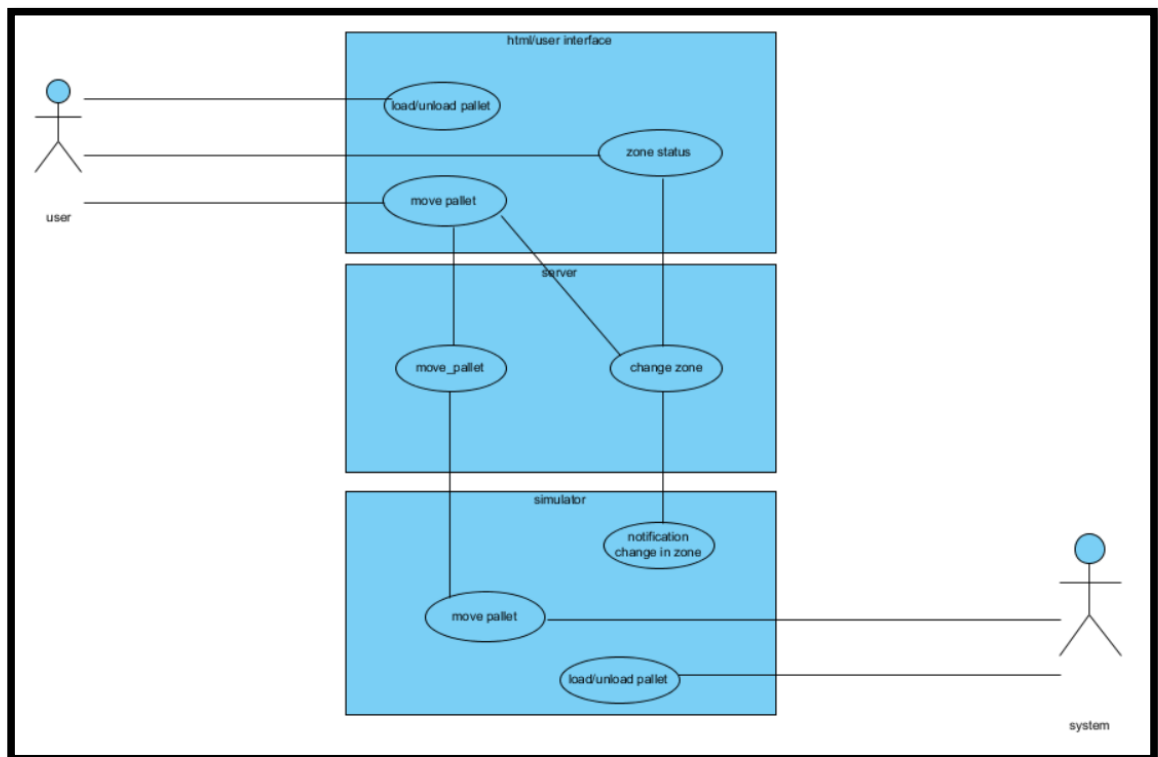 html/user interface
load/unload pallet
zone status
move pallet
user
server
move_pallet
change zone
simulator
notification
change in zone
move pallet
load/unload pallet
system